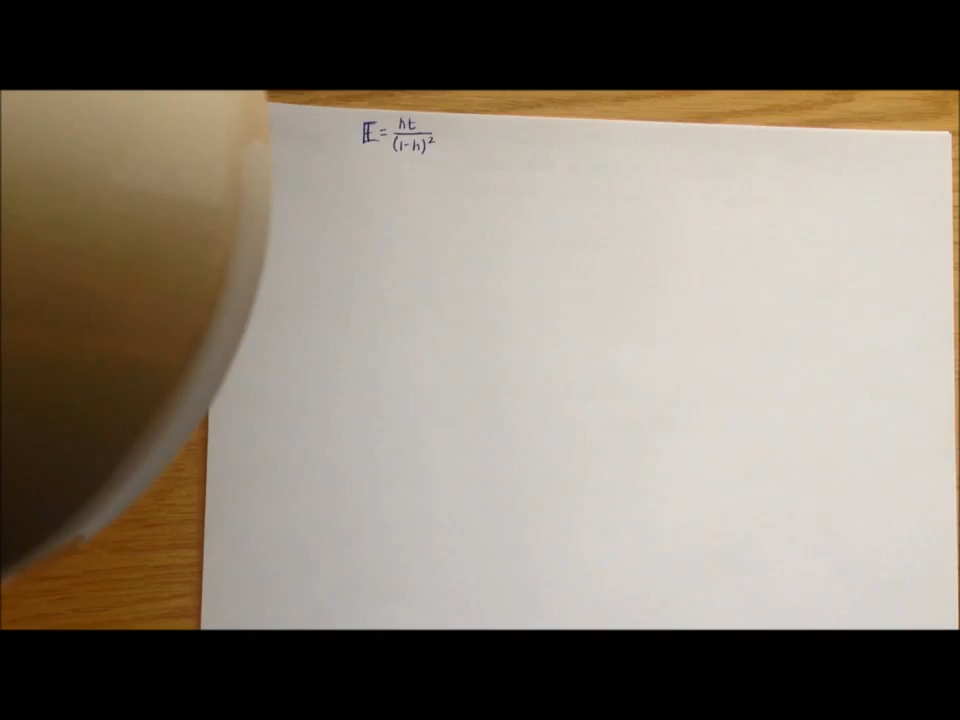 𝔼 = ht / (1-h)²